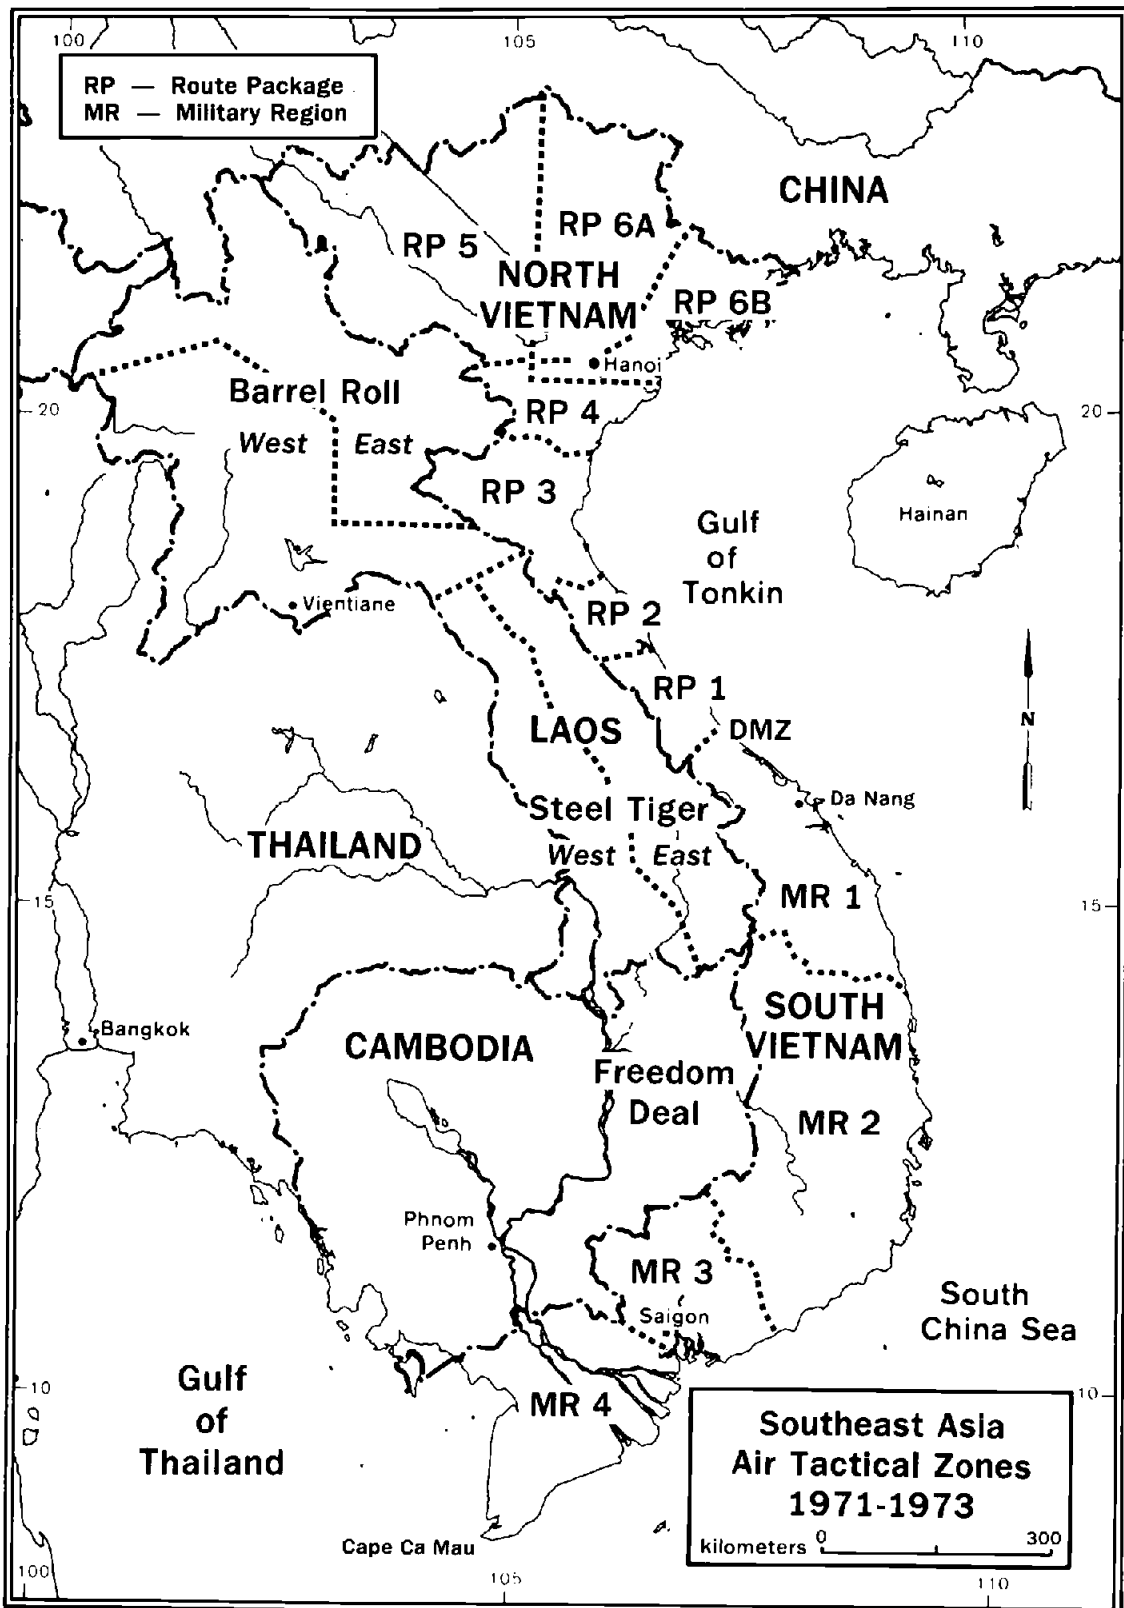 100
105
110
RP — Route Package
MR — Military Region
CHINA
RP 6A
RP 5
NORTH
VIETNAM
RP 6B
Hanoi
Barrel Roll
West
East
RP 4
20
20
RP 3
Hainan
Gulf
of
Tonkin
Vientiane
RP 2
RP 1
N
LAOS
DMZ
Steel Tiger
West
East
Da Nang
THAILAND
15
15
MR 1
Bangkok
CAMBODIA
SOUTH
VIETNAM
Freedom
Deal
MR 2
Phnom
Penh
MR 3
Saigon
South
China Sea
Gulf
of
Thailand
10
10
MR 4
Southeast Asia
Air Tactical Zones
1971-1973
kilometers 0 300
Cape Ca Mau
100
105
110